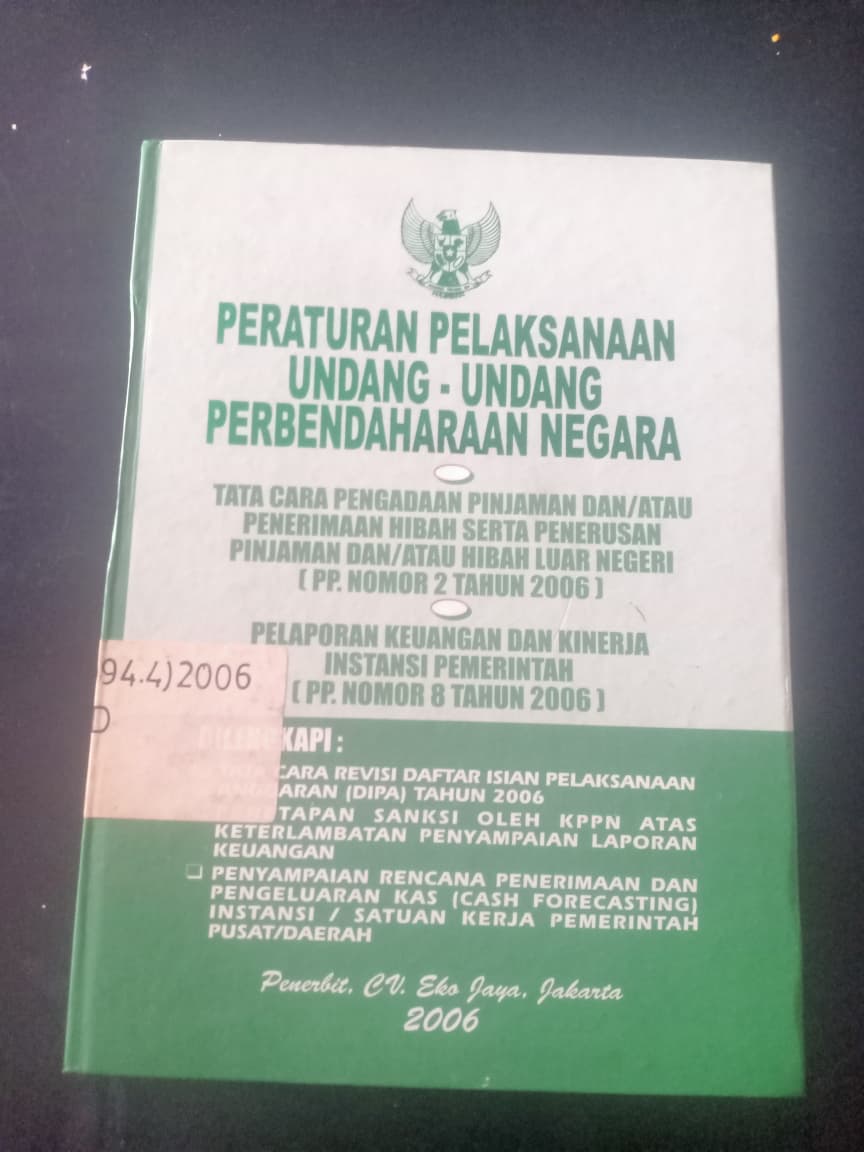 PERATURAN PELAKSANAAN
UNDANG - UNDANG
PERBENDAHARAAN NEGARA
TATA CARA PENGADAAN PINJAMAN DAN/ATAU
PENERIMAAN HIBAH SERTA PENERUSAN
PINJAMAN DAN/ATAU HIBAH LUAR NEGERI
( PP. NOMOR 2 TAHUN 2006 )
PELAPORAN KEUANGAN DAN KINERJA
INSTANSI PEMERINTAH
( PP. NOMOR 8 TAHUN 2006 )
94.4)2006
D
DILENGKAPI :
TATA CARA REVISI DAFTAR ISIAN PELAKSANAAN
ANGGARAN (DIPA) TAHUN 2006
SANKSI OLEH KPPN ATAS
KETERLAMBATAN PENYAMPAIAN LAPORAN
KEUANGAN
❑ PENYAMPAIAN RENCANA PENERIMAAN DAN
PENGELUARAN KAS (CASH FORECASTING)
INSTANSI / SATUAN KERJA PEMERINTAH
PUSAT/DAERAH
Penerbit, CV. Eko Jaya, Jakarta
2006